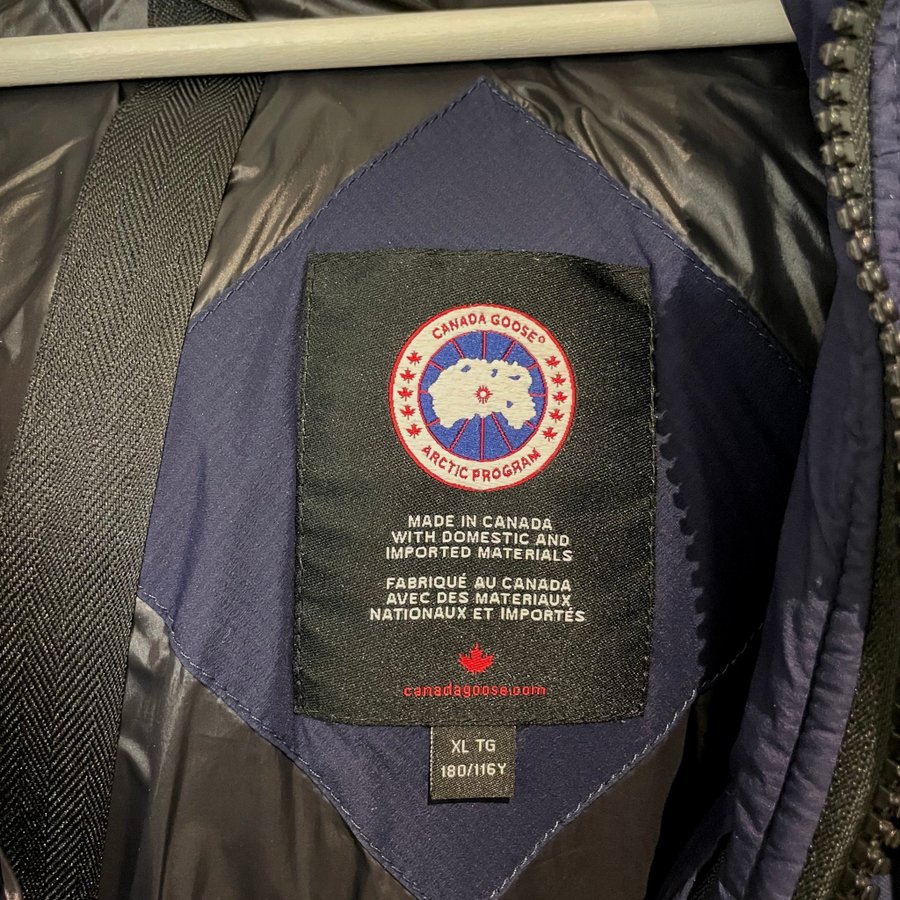 CANADA GOOSE®
ARCTIC PROGRAM
MADE IN CANADA
WITH DOMESTIC AND
IMPORTED MATERIALS
FABRIQUÉ AU CANADA
AVEC DES MATERIAUX
NATIONAUX ET IMPORTÉS
canadagoose.com
XL TG
180/116Y